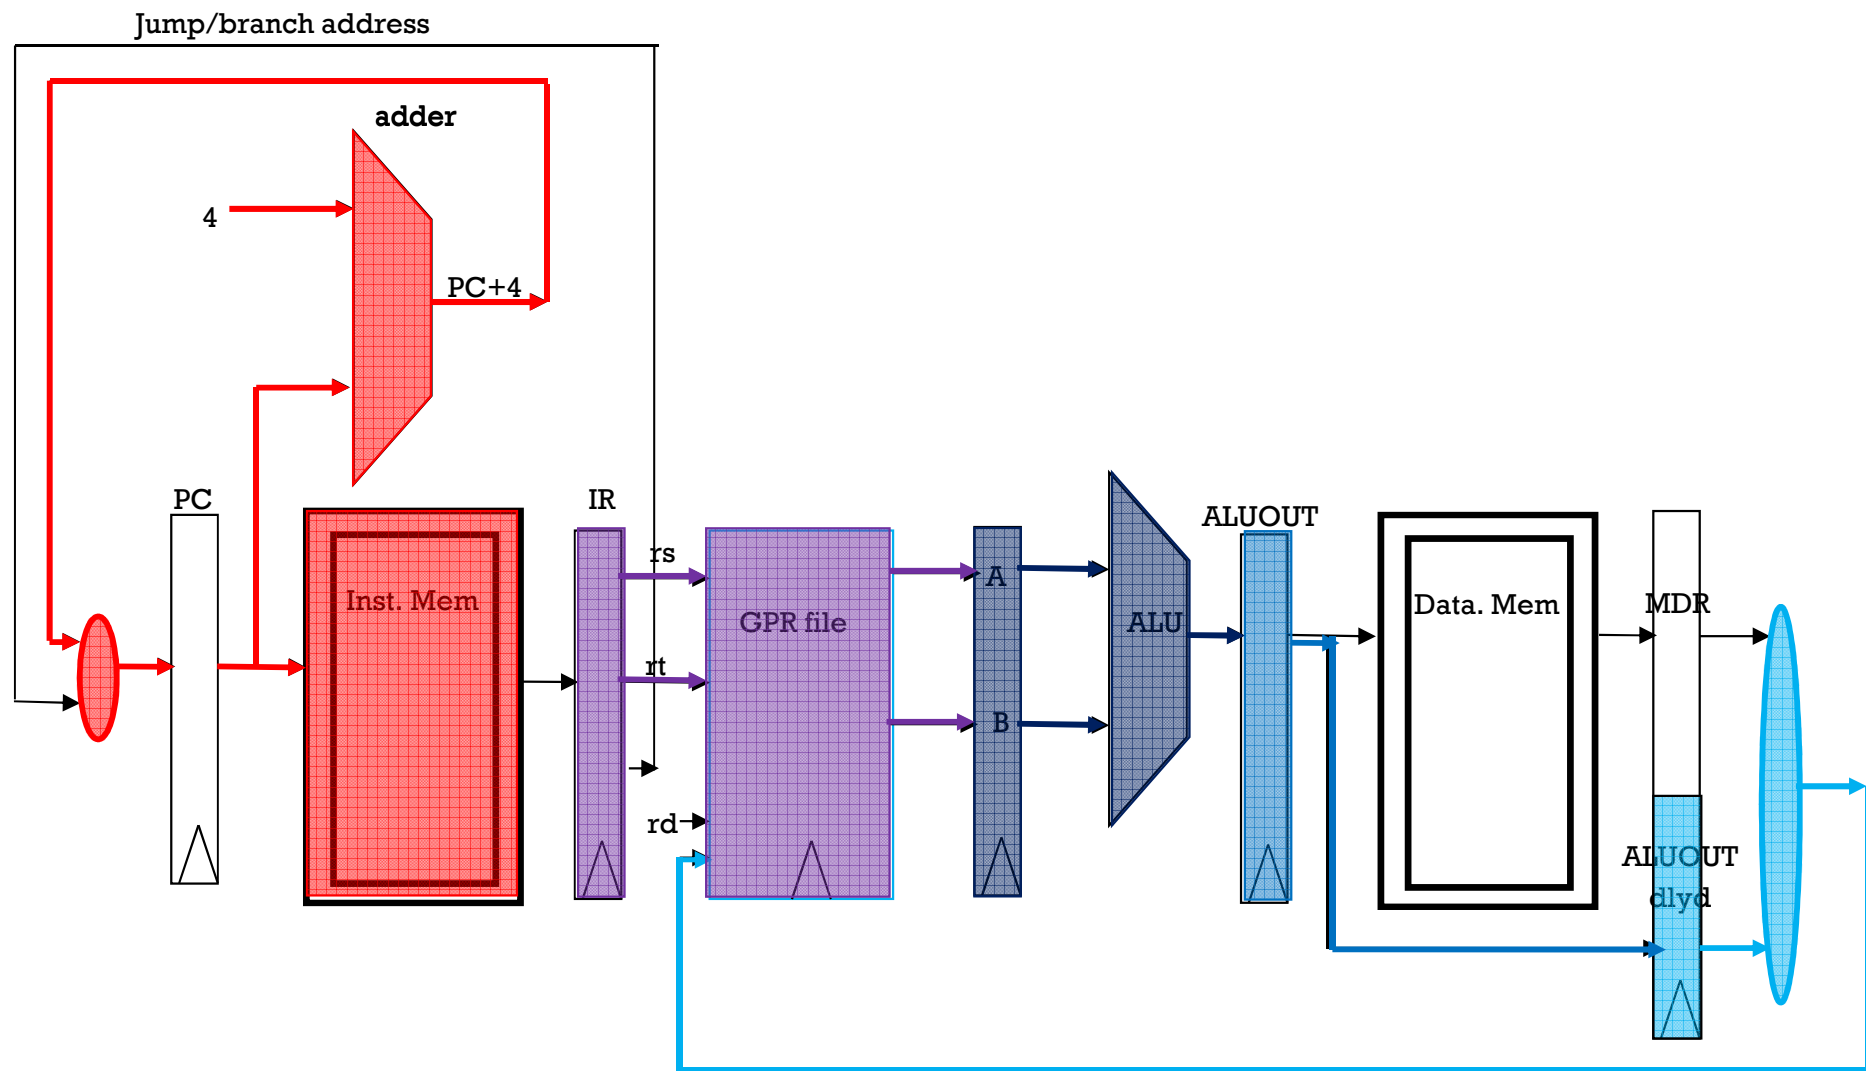 Jump/branch address
adder
4
PC+4
PC
IR
ALUOUT
rs
A
Inst. Mem
GPR file
ALU
Data. Mem
MDR
rt
B
rd
ALUOUT
dlyd